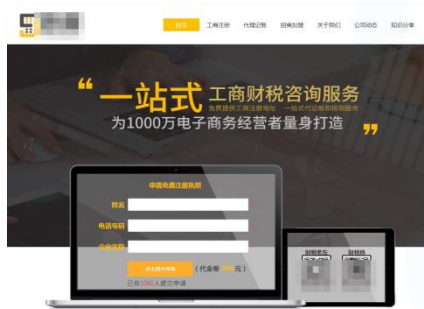 首页 工商注册 代理记账 招商加盟 关于我们 公司动态 知识分享
“一站式 工商财税咨询服务
免费提供工商注册地址 一站式代记账和报税服务
为1000万电子商务经营者量身打造 ”
申请免费注册执照
姓名
电话号码
企业名称
(代金券 元)
已有 人提交申请